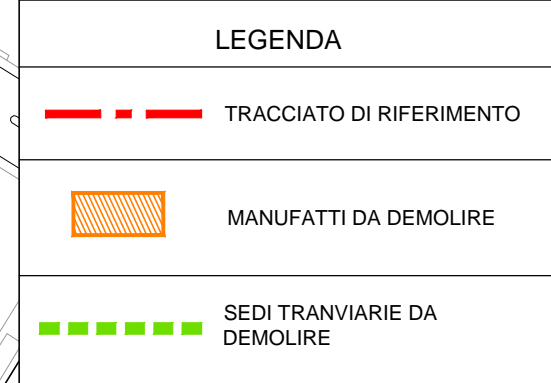 LEGENDA
TRACCIATO DI RIFERIMENTO
MANUFATTI DA DEMOLIRE
SEDI TRANVIARIE DA
DEMOLIRE